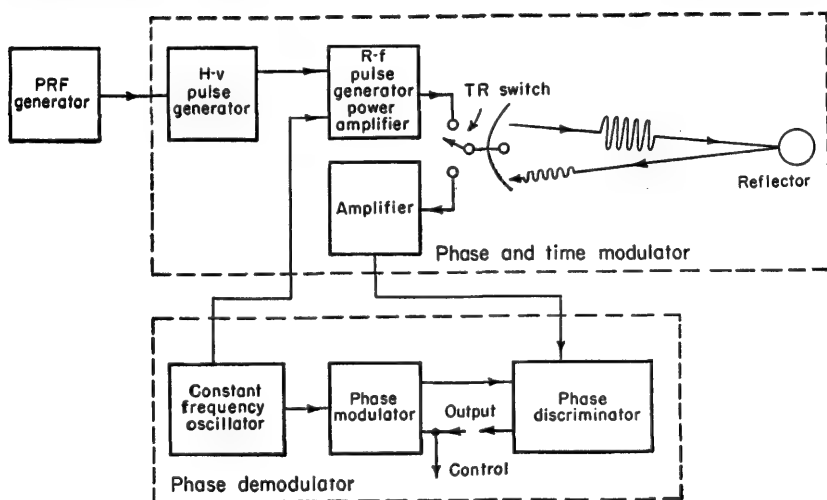 PRF
generator
H-v
pulse
generator
R-f
pulse
generator
power
amplifier
TR switch
Reflector
Amplifier
Phase and time modulator
Constant
frequency
oscillator
Phase
modulator
Output
Control
Phase
discriminator
Phase demodulator